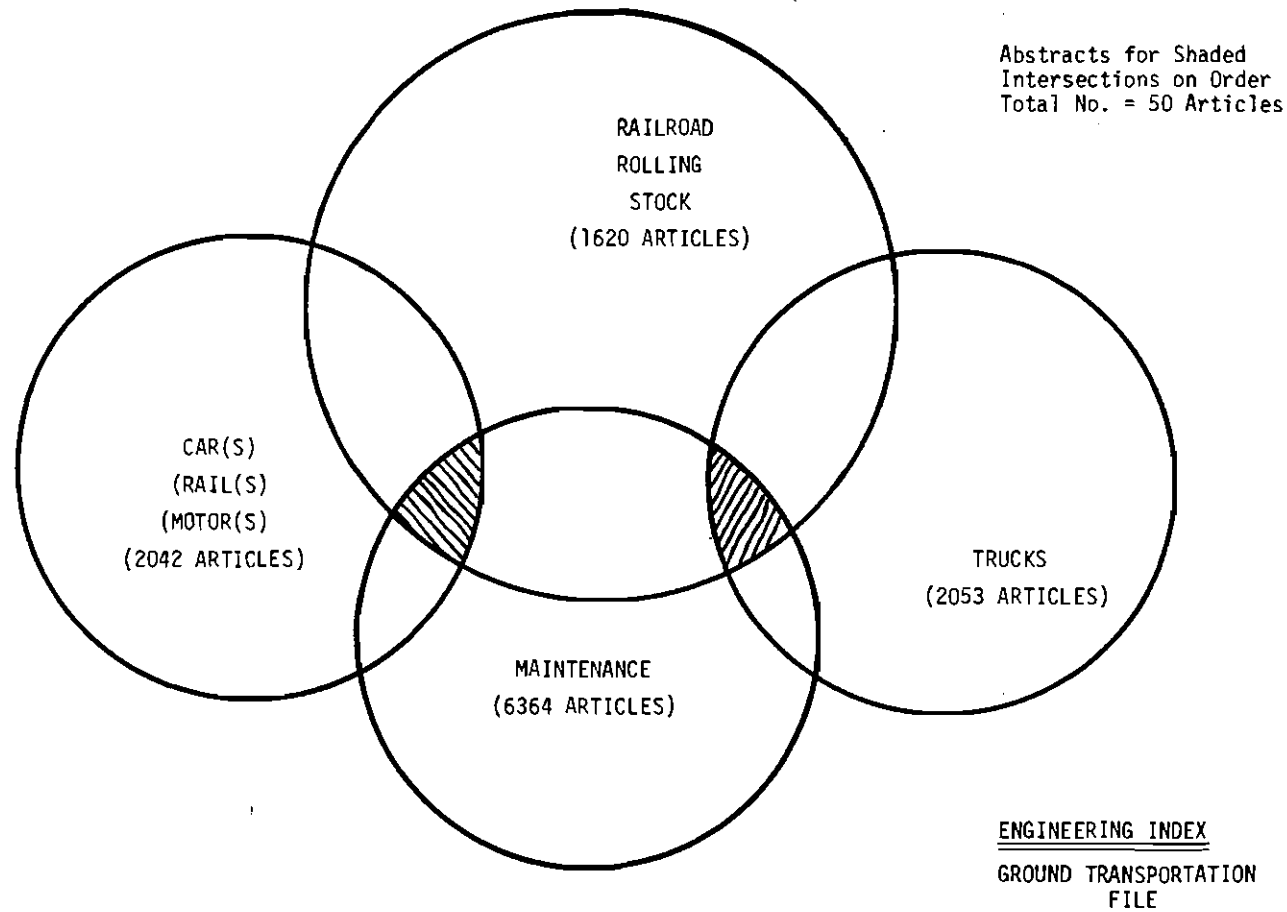 Abstracts for Shaded
Intersections on Order
Total No. = 50 Articles
RAILROAD
ROLLING
STOCK
(1620 ARTICLES)
CAR(S)
(RAIL(S)
(MOTOR(S)
(2042 ARTICLES)
TRUCKS
(2053 ARTICLES)
MAINTENANCE
(6364 ARTICLES)
ENGINEERING INDEX
GROUND TRANSPORTATION
FILE